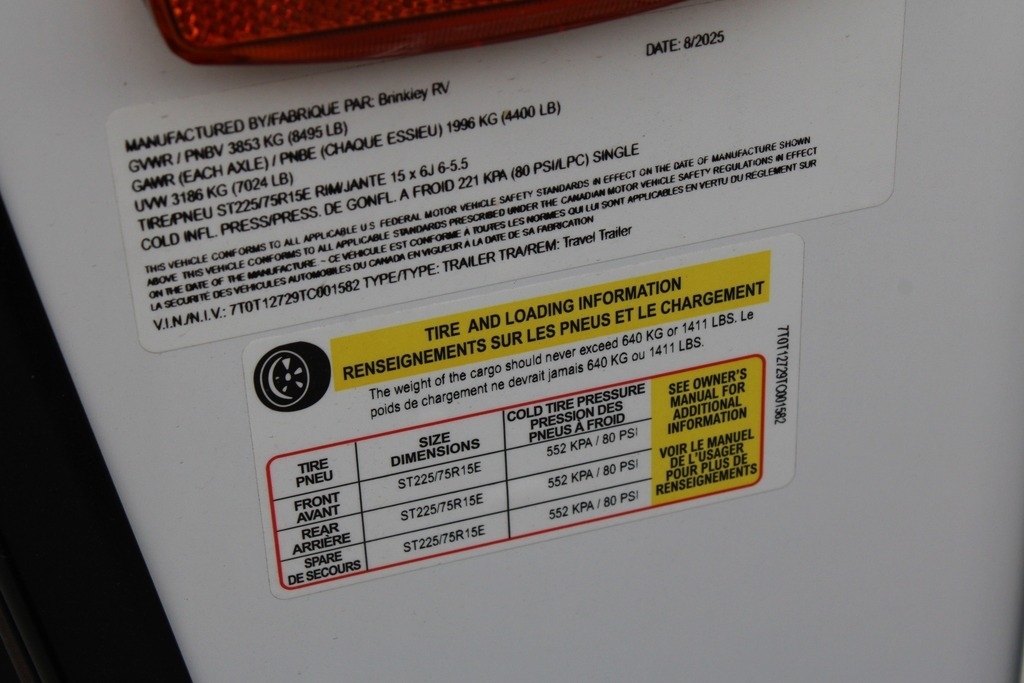 DATE: 8/2025
MANUFACTURED BY/FABRIQUE PAR: Brinkley RV
GVWR / PNBV 3853 KG (8495 LB)
GAWR (EACH AXLE) / PNBE (CHAQUE ESSIEU) 1996 KG (4400 LB)
UVW 3186 KG (7024 LB)
TIRE/PNEU ST225/75R15E RIM/JANTE 15 x 6J 6-5.5
COLD INFL. PRESS/PRESS. DE GONFL. A FROID 221 KPA (80 PSI/LPC) SINGLE
THIS VEHICLE CONFORMS TO ALL APPLICABLE U.S FEDERAL MOTOR VEHICLE SAFETY STANDARDS IN EFFECT ON THE DATE OF MANUFACTURE SHOWN
ABOVE THIS VEHICLE CONFORMS TO ALL APPLICABLE STANDARDS PRESCRIBED UNDER THE CANADIAN MOTOR VEHICLE SAFETY REGULATIONS IN EFFECT
ON THE DATE OF THE MANUFACTURE. - CE VÉHICULE EST CONFORME A TOUTES LES NORMES QUI LUI SONT APPLICABLES EN VERTU DU REGLEMENT SUR
LA SECURITE DES VEHICLES AUTOMOBILES DU CANADA EN VIGUEUR A LA DATE DE SA FABRICATION
V.I.N./N.I.V.: 7T0T12729TC001582 TYPE/TYPE: TRAILER TRA/REM: Travel Trailer
TIRE AND LOADING INFORMATION
RENSEIGNEMENTS SUR LES PNEUS ET LE CHARGEMENT
The weight of the cargo should never exceed 640 KG or 1411 LBS. Le
poids de chargement ne devrait jamais 640 KG ou 1411 LBS.
TIRE
PNEU
SIZE
DIMENSIONS
COLD TIRE PRESSURE
PRESSION DES
PNEUS À FROID
FRONT
AVANT
ST225/75R15E
552 KPA / 80 PSI
REAR
ARRIÈRE
ST225/75R15E
552 KPA / 80 PSI
SPARE
DE SECOURS
ST225/75R15E
552 KPA / 80 PSI
SEE OWNER'S
MANUAL FOR
ADDITIONAL
INFORMATION
VOIR LE MANUEL
DE L'USAGER
POUR PLUS DE
RENSEIGNEMENTS
7T0T12729TC001582